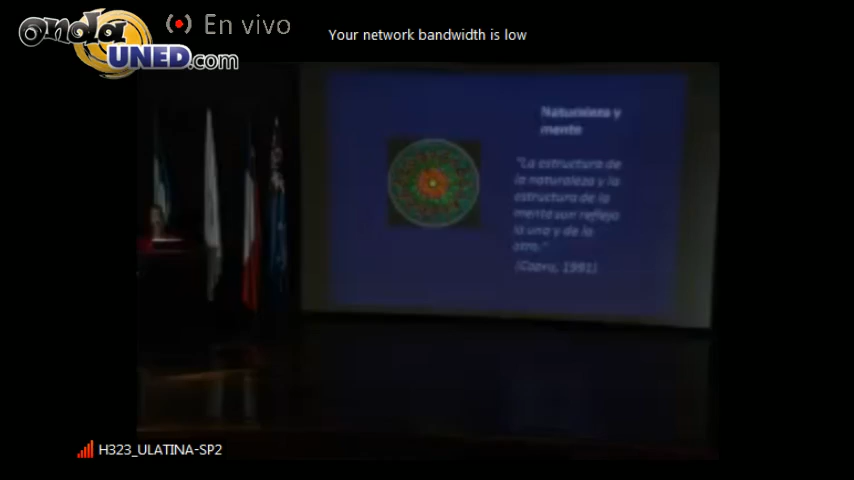 onda
UNED.com
En vivo
Your network bandwidth is low
Naturaleza y
mente
"La estructura de
la naturaleza y la
estructura de la
mente son reflejo
la una y de la
otra."
(Capra, 1991)
H323_ULATINA-SP2